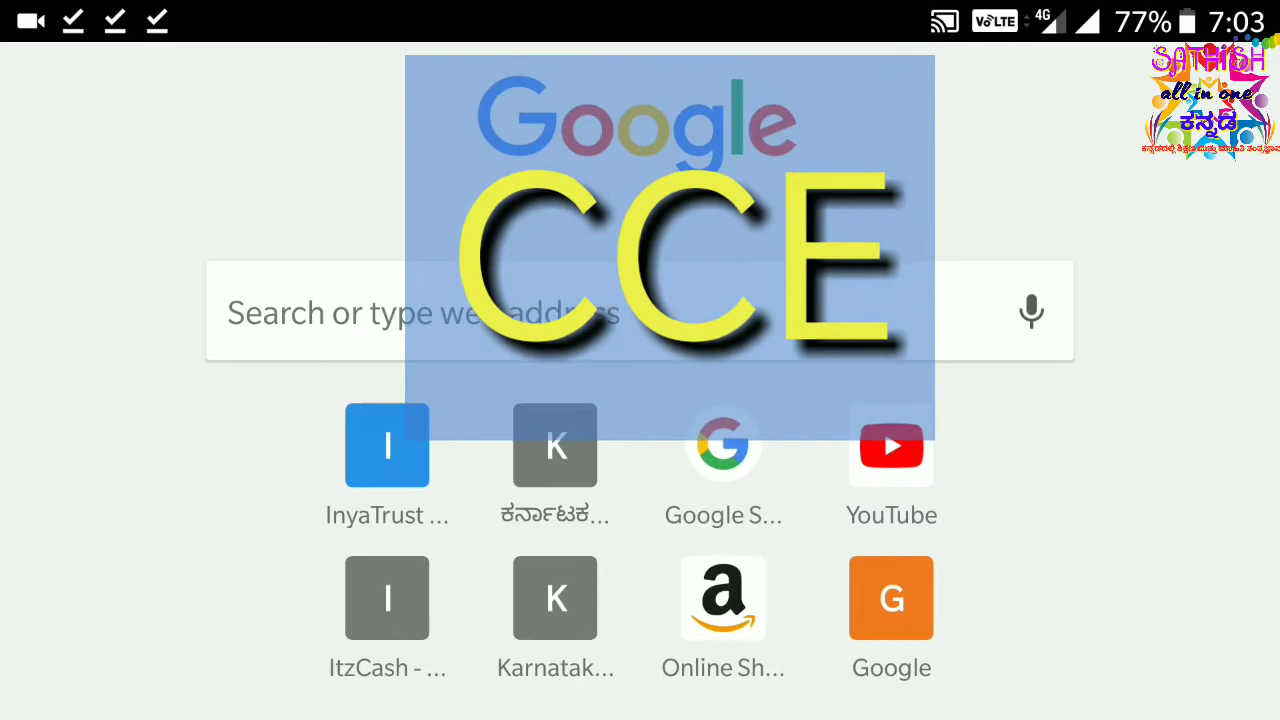 VoLTE 4G 77% 7:03
SATHISH
all in one
ಕನ್ನಡ
Google
CCE
Search or type web address
I K
InyaTrust ... ಕರ್ನಾಟಕ... Google S... YouTube
I K a G
ItzCash - ... Karnatak... Online Sh... Google